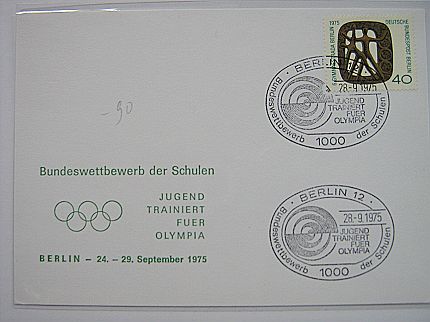 1975
DEUTSCHE
BUNDESPOST BERLIN
40
BERLIN 12
28.-9.1975
Bundeswettbewerb
der Schulen
JUGEND
TRAINIERT
FUER
OLYMPIA
1000
-90
Bundeswettbewerb der Schulen
JUGEND
TRAINIERT
FUER
OLYMPIA
BERLIN – 24. – 29. September 1975
BERLIN 12
28.-9.1975
Bundeswettbewerb
der Schulen
JUGEND
TRAINIERT
FUER
OLYMPIA
1000